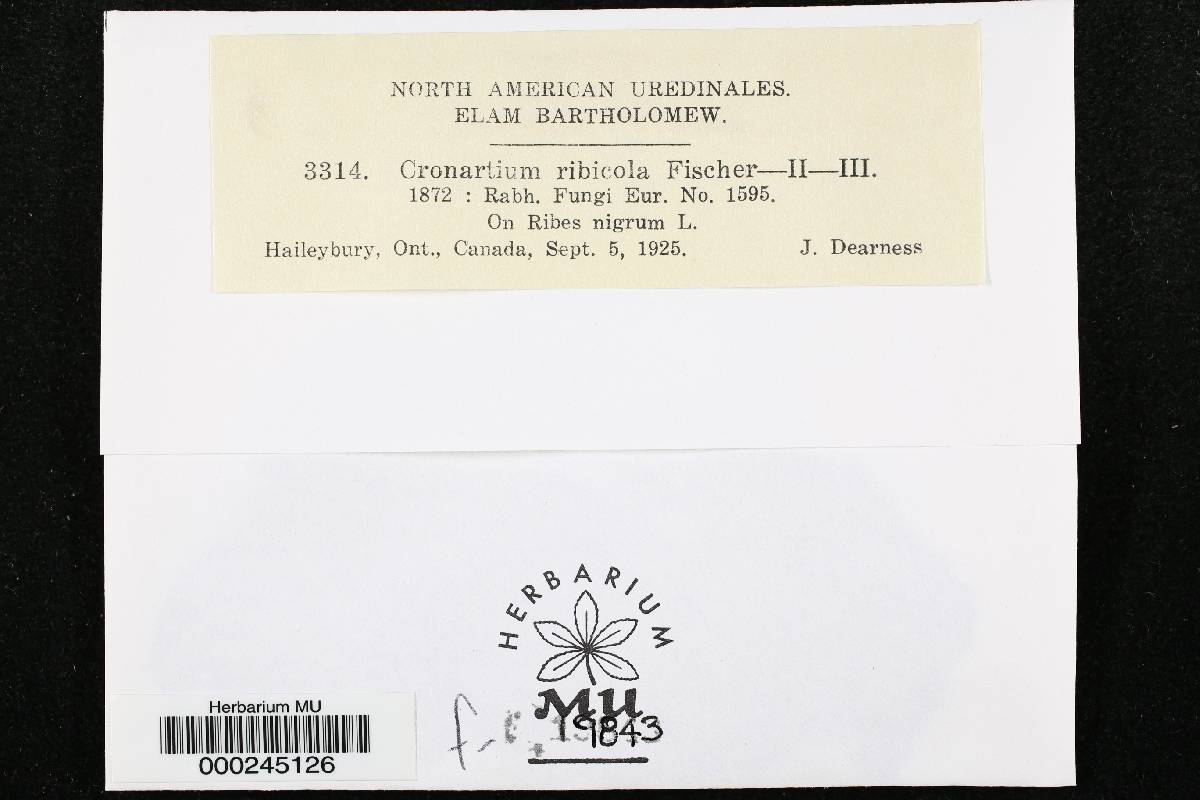 NORTH AMERICAN UREDINALES.
ELAM BARTHOLOMEW.
3314. Cronartium ribicola Fischer—II—III.
1872 : Rabh. Fungi Eur. No. 1595.
On Ribes nigrum L.
Haileybury, Ont., Canada, Sept. 5, 1925. J. Dearness
HERBARIUM
MU
f- 19843
Herbarium MU
000245126